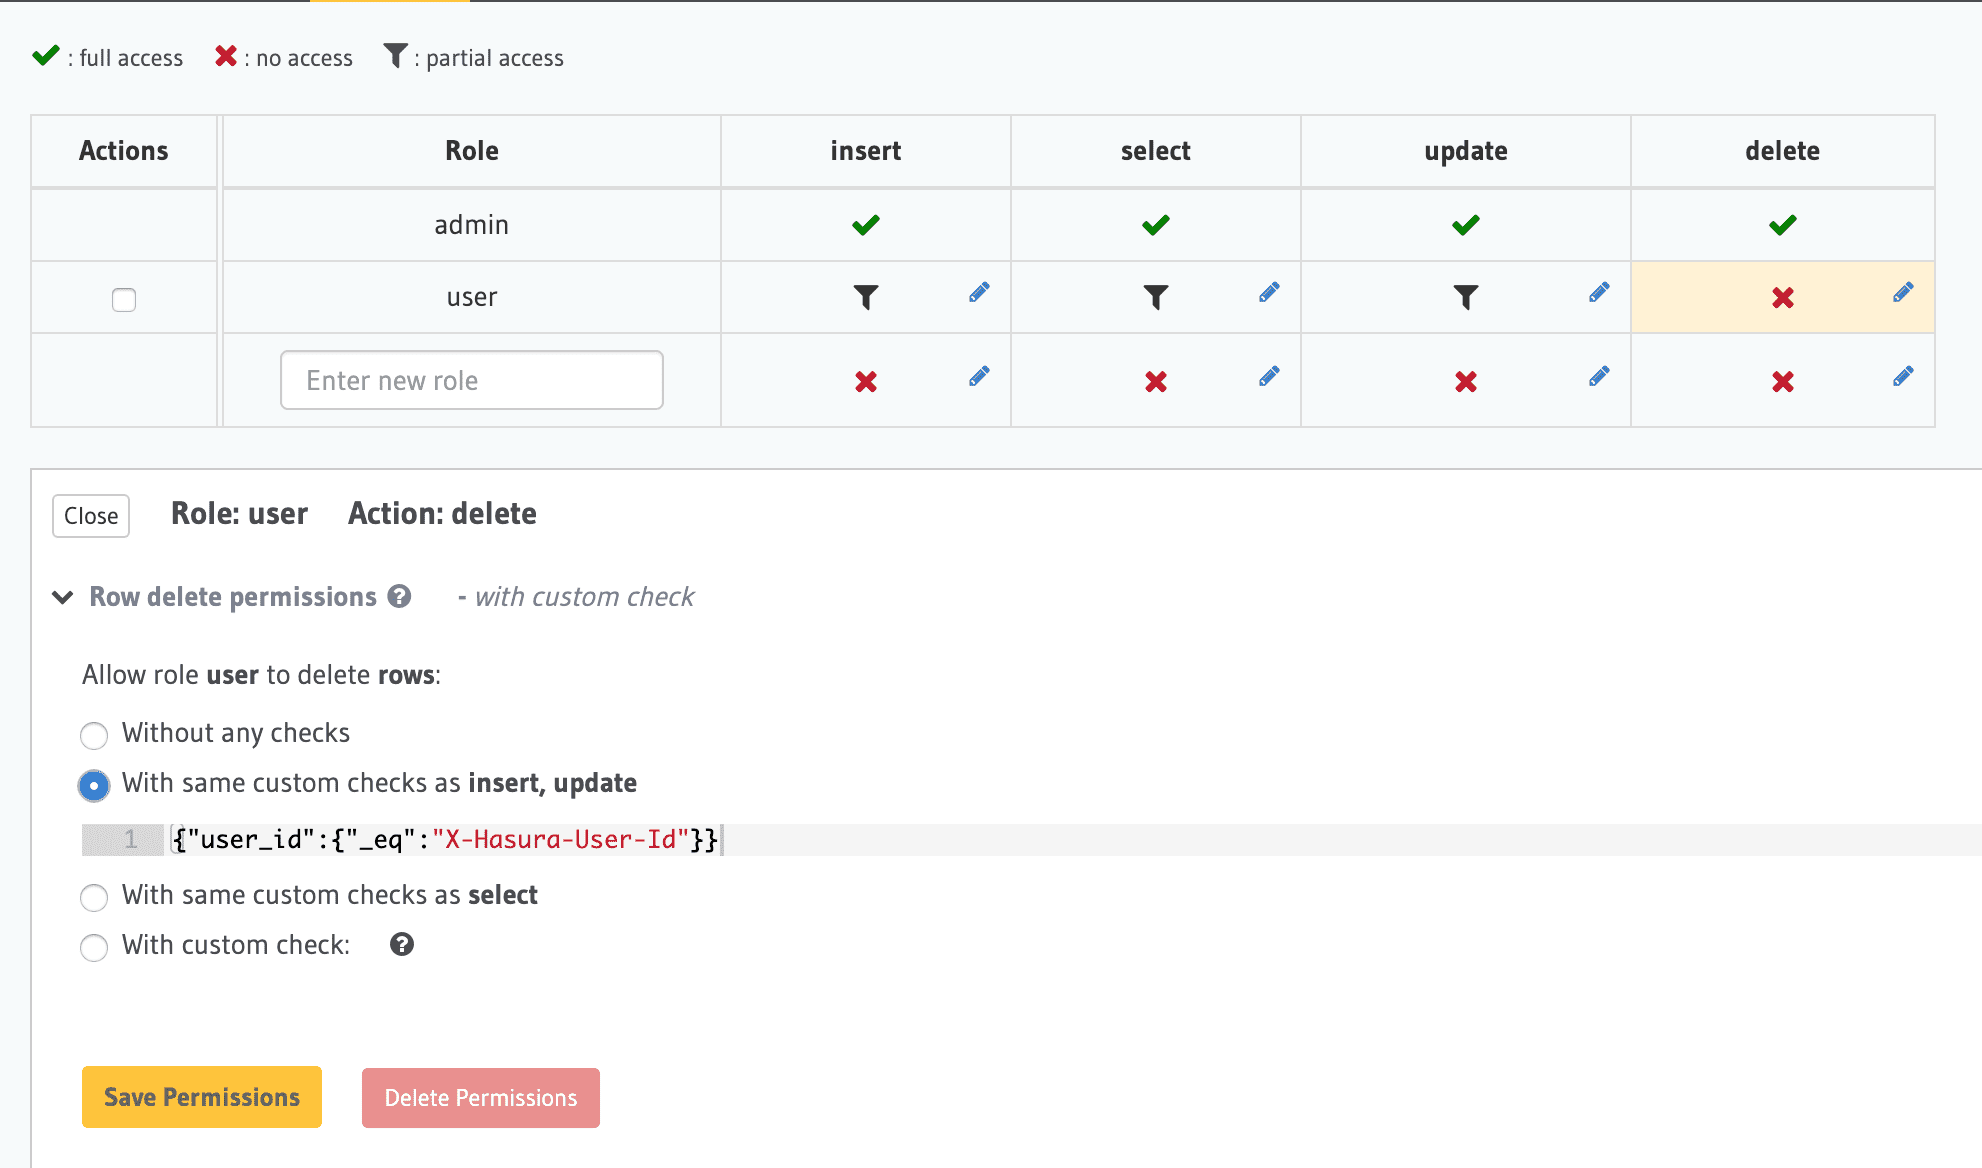 : full access : no access : partial access
Actions Role insert select update delete
admin
user
Enter new role
Close Role: user Action: delete
Row delete permissions ? - with custom check
Allow role user to delete rows:
Without any checks
With same custom checks as insert, update
1 {"user_id":{"_eq":"X-Hasura-User-Id"}}
With same custom checks as select
With custom check: ?
Save Permissions Delete Permissions